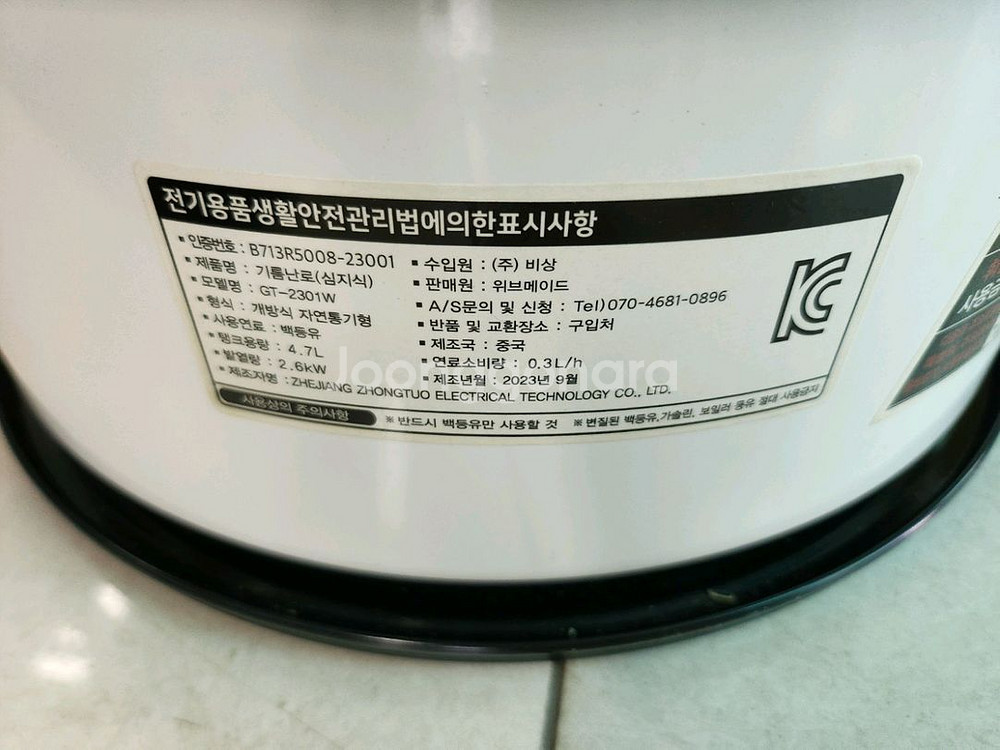 전기용품생활안전관리법에의한표시사항
▪인증번호 : B713R5008-23001
▪제품명 : 기름난로(심지식)
▪모델명 : GT-2301W
▪형식 : 개방식 자연통기형
▪사용연료 : 백등유
▪탱크용량 : 4.7L
▪발열량 : 2.6kW
▪제조자명 : ZHEJIANG ZHONGTUO ELECTRICAL TECHNOLOGY CO., LTD.
▪수입원 : (주) 비상
▪판매원 : 위브메이드
▪A/S문의 및 신청 : Tel)070-4681-0896
▪반품 및 교환장소 : 구입처
▪제조국 : 중국
▪연료소비량 : 0.3L/h
▪제조년월 : 2023년 9월
사용상의 주의사항
※반드시 백등유만 사용할 것 ※변질된 백등유,가솔린, 보일러 등유 절대 사용금지
KC